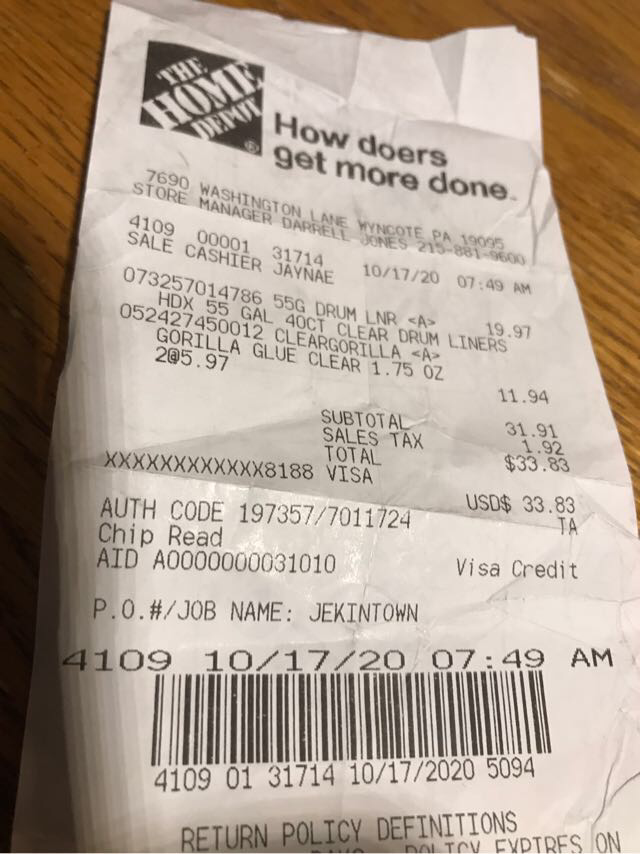 THE
HOME
DEPOT
®
How doers
get more done.
7690 WASHINGTON LANE WYNCOTE PA 19095
STORE MANAGER DARRELL JONES 215-881-9600
4109 00001 31714 10/17/20 07:49 AM
SALE CASHIER JAYNAE
073257014786 55G DRUM LNR <A> 19.97
HDX 55 GAL 40CT CLEAR DRUM LINERS
052427450012 CLEARGORILLA <A>
GORILLA GLUE CLEAR 1.75 OZ
2@5.97 11.94
SUBTOTAL 31.91
SALES TAX 1.92
TOTAL $33.83
XXXXXXXXXXXX8188 VISA
USD$ 33.83
AUTH CODE 197357/7011724 TA
Chip Read
AID A0000000031010 Visa Credit
P.O.#/JOB NAME: JEKINTOWN
4109 10/17/20 07:49 AM
4109 01 31714 10/17/2020 5094
RETURN POLICY DEFINITIONS
DAYS POLICY EXPIRES ON